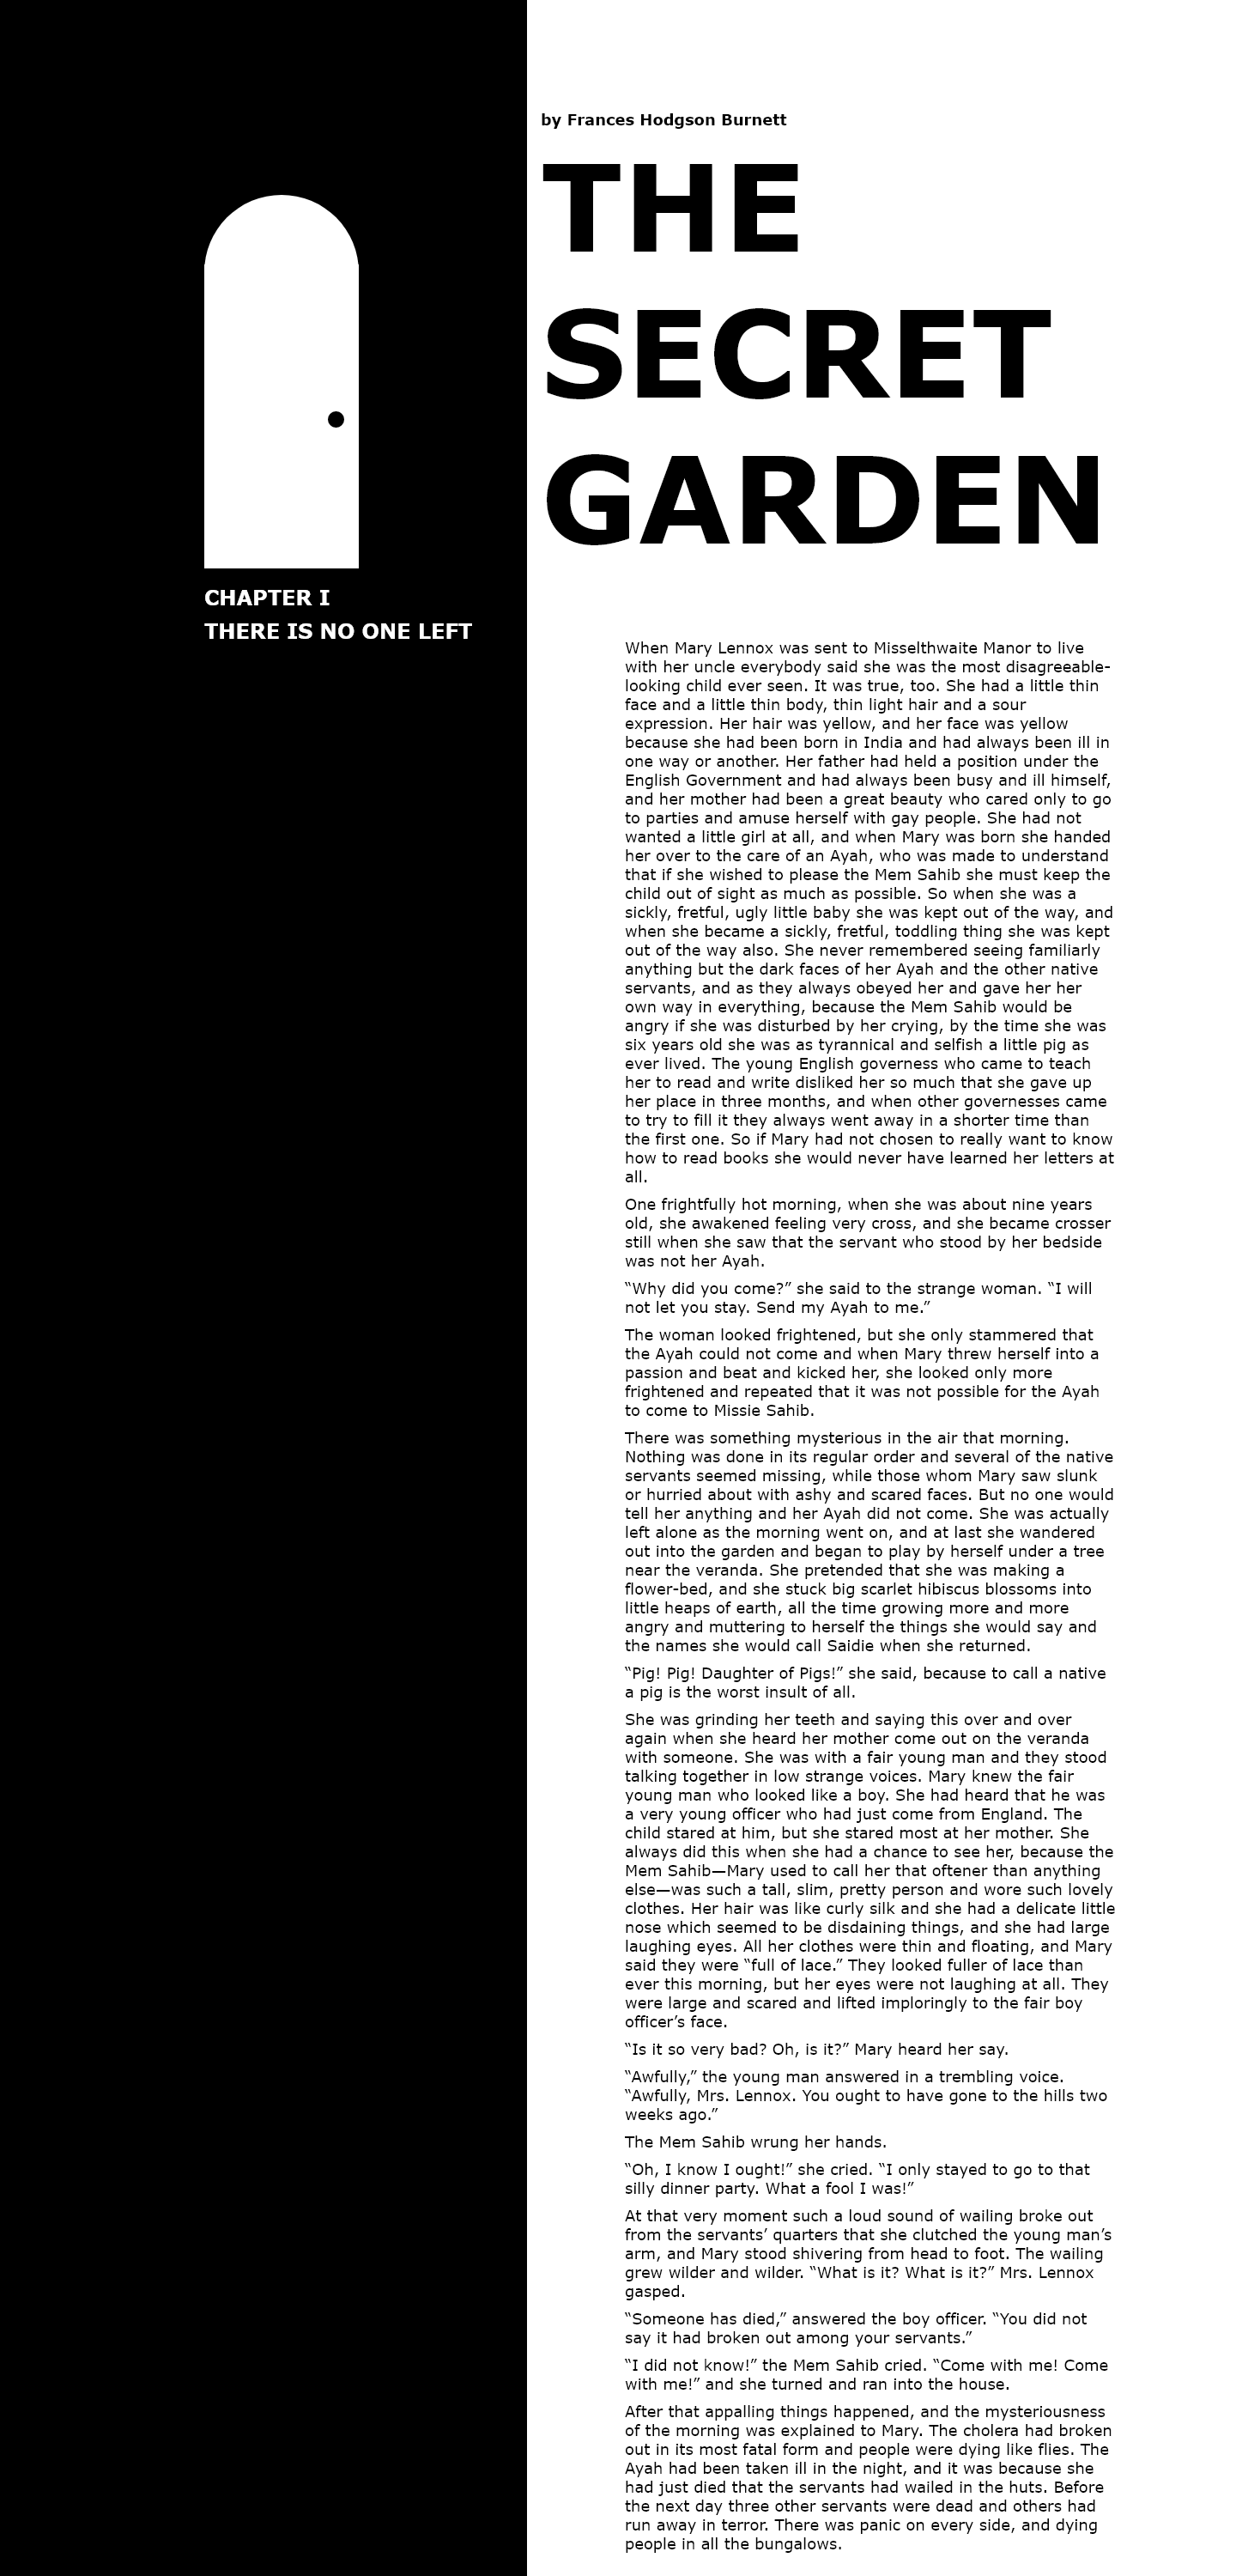 by Frances Hodgson Burnett
THE
SECRET
GARDEN
CHAPTER I
THERE IS NO ONE LEFT
When Mary Lennox was sent to Misselthwaite Manor to live
with her uncle everybody said she was the most disagreeable-
looking child ever seen. It was true, too. She had a little thin
face and a little thin body, thin light hair and a sour
expression. Her hair was yellow, and her face was yellow
because she had been born in India and had always been ill in
one way or another. Her father had held a position under the
English Government and had always been busy and ill himself,
and her mother had been a great beauty who cared only to go
to parties and amuse herself with gay people. She had not
wanted a little girl at all, and when Mary was born she handed
her over to the care of an Ayah, who was made to understand
that if she wished to please the Mem Sahib she must keep the
child out of sight as much as possible. So when she was a
sickly, fretful, ugly little baby she was kept out of the way, and
when she became a sickly, fretful, toddling thing she was kept
out of the way also. She never remembered seeing familiarly
anything but the dark faces of her Ayah and the other native
servants, and as they always obeyed her and gave her her
own way in everything, because the Mem Sahib would be
angry if she was disturbed by her crying, by the time she was
six years old she was as tyrannical and selfish a little pig as
ever lived. The young English governess who came to teach
her to read and write disliked her so much that she gave up
her place in three months, and when other governesses came
to try to fill it they always went away in a shorter time than
the first one. So if Mary had not chosen to really want to know
how to read books she would never have learned her letters at
all.
One frightfully hot morning, when she was about nine years
old, she awakened feeling very cross, and she became crosser
still when she saw that the servant who stood by her bedside
was not her Ayah.
“Why did you come?” she said to the strange woman. “I will
not let you stay. Send my Ayah to me.”
The woman looked frightened, but she only stammered that
the Ayah could not come and when Mary threw herself into a
passion and beat and kicked her, she looked only more
frightened and repeated that it was not possible for the Ayah
to come to Missie Sahib.
There was something mysterious in the air that morning.
Nothing was done in its regular order and several of the native
servants seemed missing, while those whom Mary saw slunk
or hurried about with ashy and scared faces. But no one would
tell her anything and her Ayah did not come. She was actually
left alone as the morning went on, and at last she wandered
out into the garden and began to play by herself under a tree
near the veranda. She pretended that she was making a
flower-bed, and she stuck big scarlet hibiscus blossoms into
little heaps of earth, all the time growing more and more
angry and muttering to herself the things she would say and
the names she would call Saidie when she returned.
“Pig! Pig! Daughter of Pigs!” she said, because to call a native
a pig is the worst insult of all.
She was grinding her teeth and saying this over and over
again when she heard her mother come out on the veranda
with someone. She was with a fair young man and they stood
talking together in low strange voices. Mary knew the fair
young man who looked like a boy. She had heard that he was
a very young officer who had just come from England. The
child stared at him, but she stared most at her mother. She
always did this when she had a chance to see her, because the
Mem Sahib—Mary used to call her that oftener than anything
else—was such a tall, slim, pretty person and wore such lovely
clothes. Her hair was like curly silk and she had a delicate little
nose which seemed to be disdaining things, and she had large
laughing eyes. All her clothes were thin and floating, and Mary
said they were “full of lace.” They looked fuller of lace than
ever this morning, but her eyes were not laughing at all. They
were large and scared and lifted imploringly to the fair boy
officer’s face.
“Is it so very bad? Oh, is it?” Mary heard her say.
“Awfully,” the young man answered in a trembling voice.
“Awfully, Mrs. Lennox. You ought to have gone to the hills two
weeks ago.”
The Mem Sahib wrung her hands.
“Oh, I know I ought!” she cried. “I only stayed to go to that
silly dinner party. What a fool I was!”
At that very moment such a loud sound of wailing broke out
from the servants’ quarters that she clutched the young man’s
arm, and Mary stood shivering from head to foot. The wailing
grew wilder and wilder. “What is it? What is it?” Mrs. Lennox
gasped.
“Someone has died,” answered the boy officer. “You did not
say it had broken out among your servants.”
“I did not know!” the Mem Sahib cried. “Come with me! Come
with me!” and she turned and ran into the house.
After that appalling things happened, and the mysteriousness
of the morning was explained to Mary. The cholera had broken
out in its most fatal form and people were dying like flies. The
Ayah had been taken ill in the night, and it was because she
had just died that the servants had wailed in the huts. Before
the next day three other servants were dead and others had
run away in terror. There was panic on every side, and dying
people in all the bungalows.